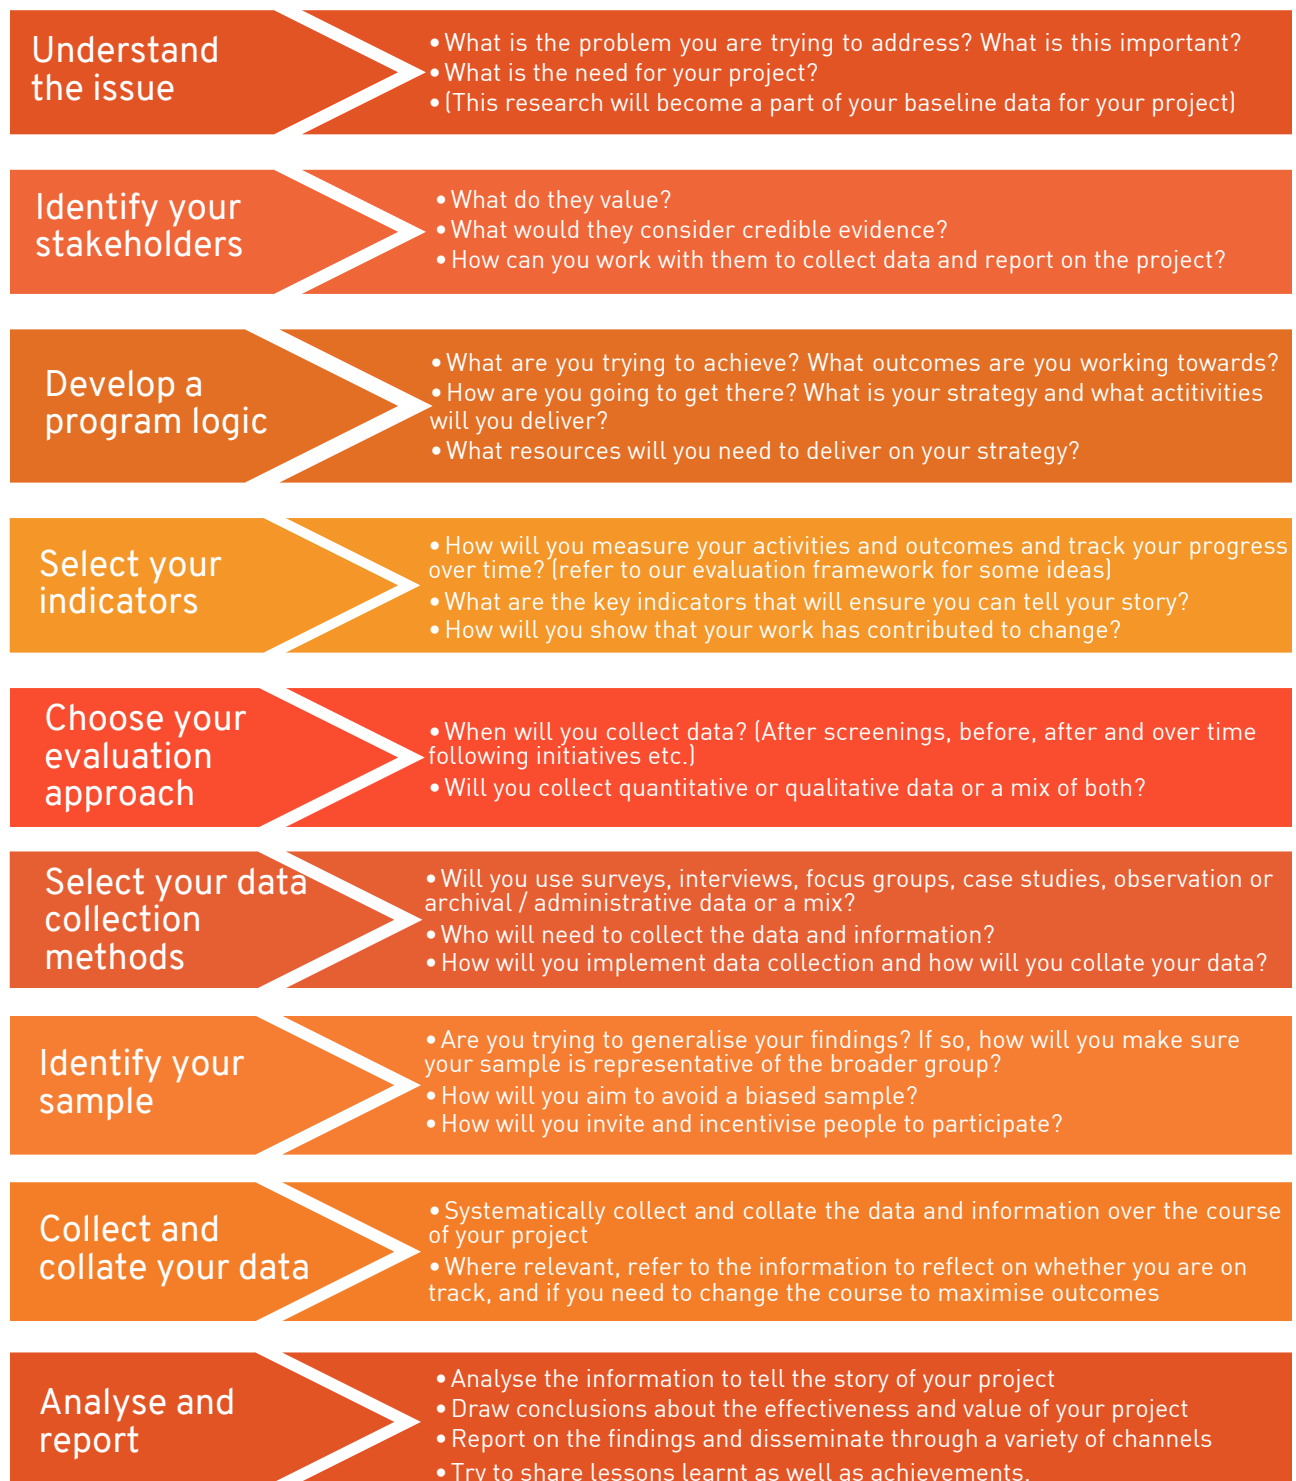 Understand
the issue
•What is the problem you are trying to address? What is this important?
•What is the need for your project?
•(This research will become a part of your baseline data for your project)
Identify your
stakeholders
•What do they value?
•What would they consider credible evidence?
•How can you work with them to collect data and report on the project?
Develop a
program logic
•What are you trying to achieve? What outcomes are you working towards?
•How are you going to get there? What is your strategy and what actitivities
will you deliver?
•What resources will you need to deliver on your strategy?
Select your
indicators
•How will you measure your activities and outcomes and track your progress
over time? (refer to our evaluation framework for some ideas)
•What are the key indicators that will ensure you can tell your story?
•How will you show that your work has contributed to change?
Choose your
evaluation
approach
•When will you collect data? (After screenings, before, after and over time
following initiatives etc.)
•Will you collect quantitative or qualitative data or a mix of both?
Select your data
collection
methods
•Will you use surveys, interviews, focus groups, case studies, observation or
archival / administrative data or a mix?
•Who will need to collect the data and information?
•How will you implement data collection and how will you collate your data?
Identify your
sample
•Are you trying to generalise your findings? If so, how will you make sure
your sample is representative of the broader group?
•How will you aim to avoid a biased sample?
•How will you invite and incentivise people to participate?
Collect and
collate your data
•Systematically collect and collate the data and information over the course
of your project
•Where relevant, refer to the information to reflect on whether you are on
track, and if you need to change the course to maximise outcomes
Analyse and
report
•Analyse the information to tell the story of your project
•Draw conclusions about the effectiveness and value of your project
•Report on the findings and disseminate through a variety of channels
•Try to share lessons learnt as well as achievements.